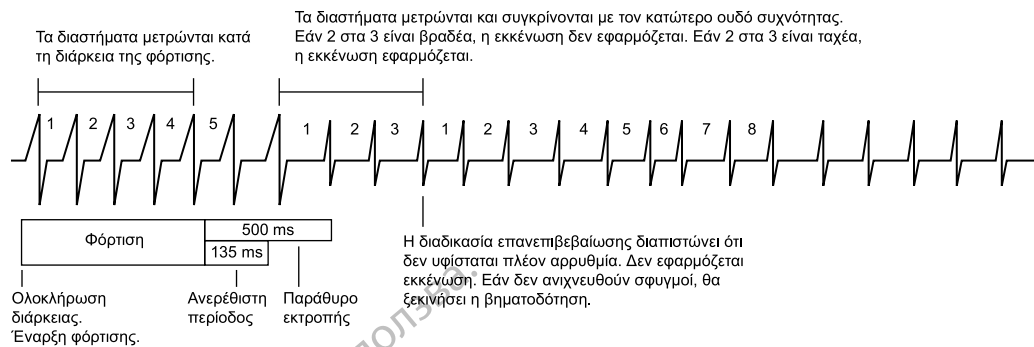 Τα διαστήματα μετρώνται και συγκρίνονται με τον κατώτερο ουδό συχνότητας.
Εάν 2 στα 3 είναι βραδέα, η εκκένωση δεν εφαρμόζεται. Εάν 2 στα 3 είναι ταχέα,
η εκκένωση εφαρμόζεται.
Τα διαστήματα μετρώνται κατά
τη διάρκεια της φόρτισης.
1 2 3 4 5 1 2 3 1 2 3 4 5 6 7 8
Φόρτιση
500 ms
135 ms
Η διαδικασία επανεπιβεβαίωσης διαπιστώνει ότι
δεν υφίσταται πλέον αρρυθμία. Δεν εφαρμόζεται
εκκένωση. Εάν δεν ανιχνευθούν σφυγμοί, θα
ξεκινήσει η βηματοδότηση.
Ολοκλήρωση
διάρκειας.
Έναρξη φόρτισης.
Ανερέθιστη
περίοδος
Παράθυρο
εκτροπής